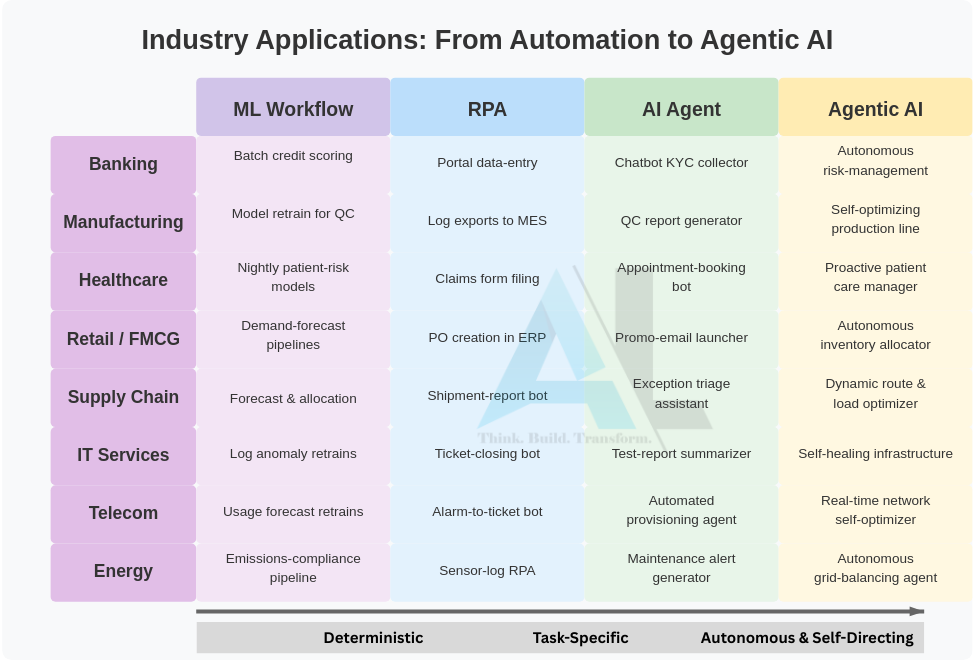 Industry Applications: From Automation to Agentic AI
ML Workflow
RPA
AI Agent
Agentic AI
Banking
Batch credit scoring
Portal data-entry
Chatbot KYC collector
Autonomous
risk-management
Manufacturing
Model retrain for QC
Log exports to MES
QC report generator
Self-optimizing
production line
Healthcare
Nightly patient-risk
models
Claims form filing
Appointment-booking
bot
Proactive patient
care manager
Retail / FMCG
Demand-forecast
pipelines
PO creation in ERP
Promo-email launcher
Autonomous
inventory allocator
Supply Chain
Forecast & allocation
Shipment-report bot
Exception triage
assistant
Dynamic route &
load optimizer
AI
Think. Build. Transform.
IT Services
Log anomaly retrains
Ticket-closing bot
Test-report summarizer
Self-healing infrastructure
Telecom
Usage forecast retrains
Alarm-to-ticket bot
Automated
provisioning agent
Real-time network
self-optimizer
Energy
Emissions-compliance
pipeline
Sensor-log RPA
Maintenance alert
generator
Autonomous
grid-balancing agent
Deterministic
Task-Specific
Autonomous & Self-Directing